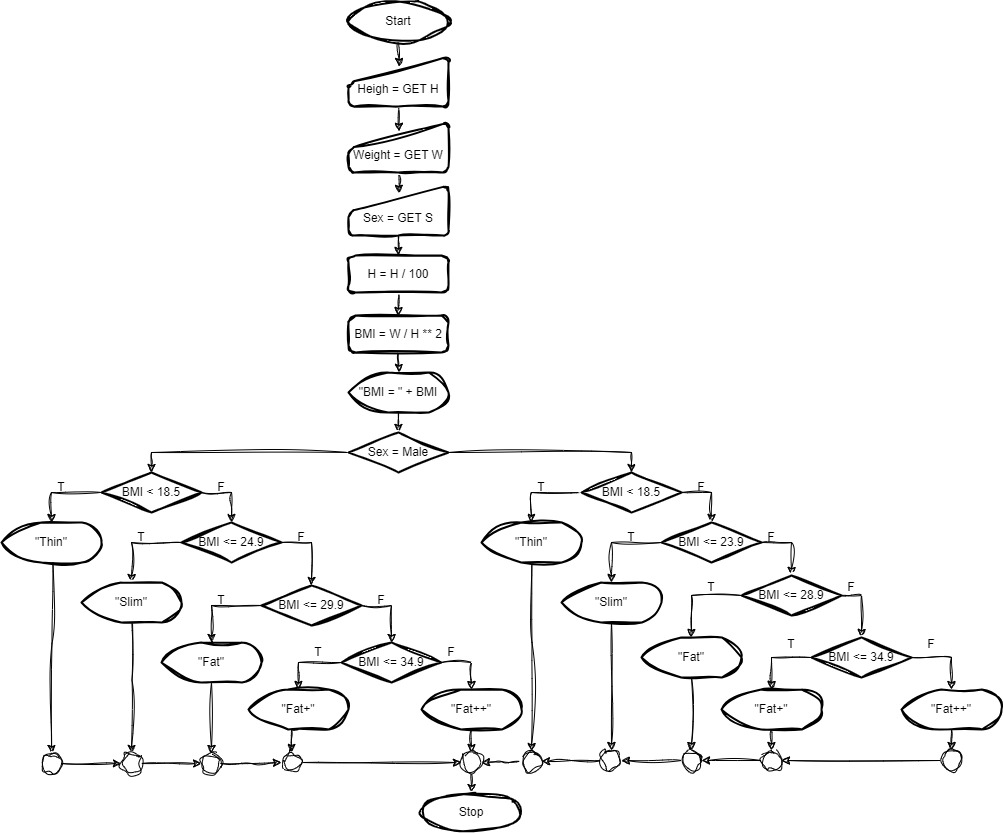 Start
Heigh = GET H
Weight = GET W
Sex = GET S
H = H / 100
BMI = W / H ** 2
"BMI = " + BMI
Sex = Male
T
BMI < 18.5
F
T
BMI < 18.5
F
"Thin"
T
BMI <= 24.9
F
"Thin"
T
BMI <= 23.9
F
"Slim"
T
BMI <= 29.9
F
"Slim"
T
BMI <= 28.9
F
"Fat"
T
BMI <= 34.9
F
"Fat"
T
BMI <= 34.9
F
"Fat+"
"Fat++"
"Fat+"
"Fat++"
Stop